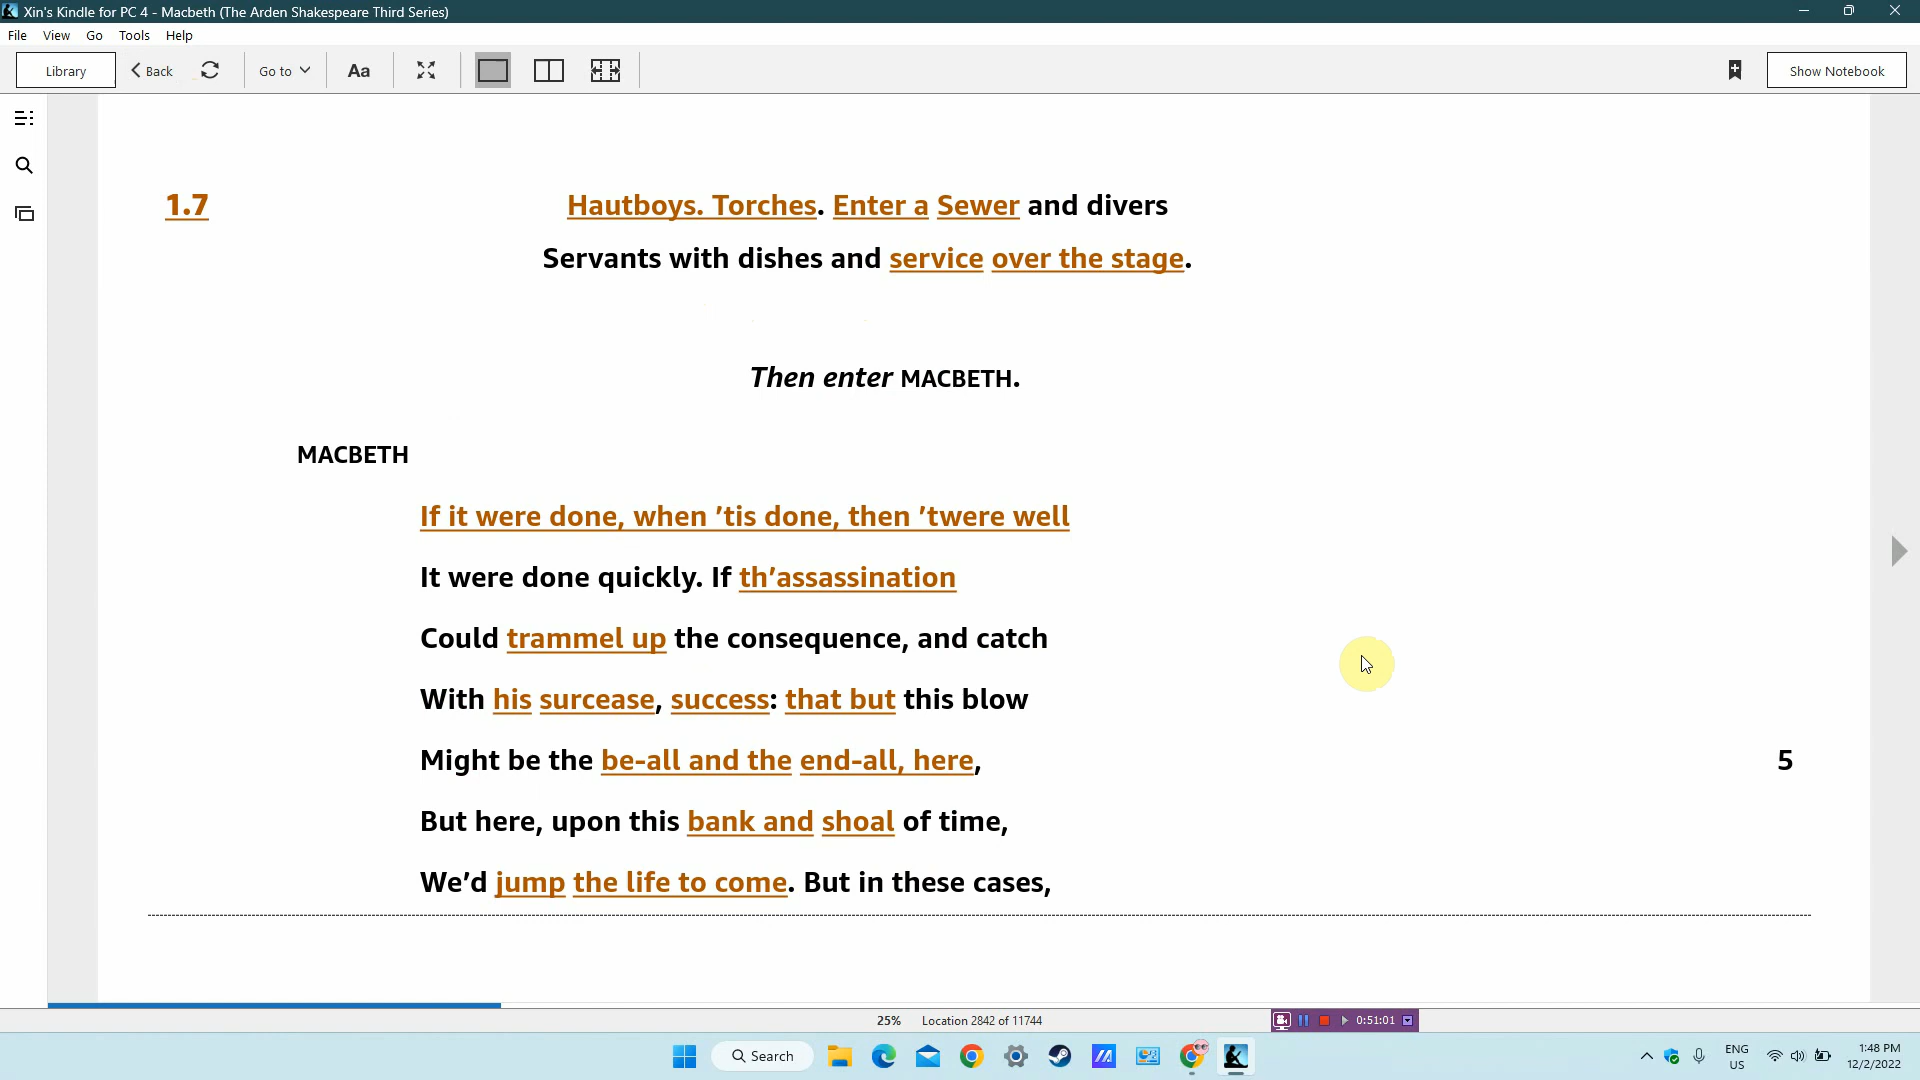 Xin's Kindle for PC 4 - Macbeth (The Arden Shakespeare Third Series)
File View Go Tools Help
Library Back Go to Aa Show Notebook
1.7 Hautboys. Torches. Enter a Sewer and divers
Servants with dishes and service over the stage.
Then enter MACBETH.
MACBETH
If it were done, when ’tis done, then ’twere well
It were done quickly. If th’assassination
Could trammel up the consequence, and catch
With his surcease, success: that but this blow
Might be the be-all and the end-all, here, 5
But here, upon this bank and shoal of time,
We’d jump the life to come. But in these cases,
25% Location 2842 of 11744 0:51:01
Search ENG 1:48 PM
US 12/2/2022